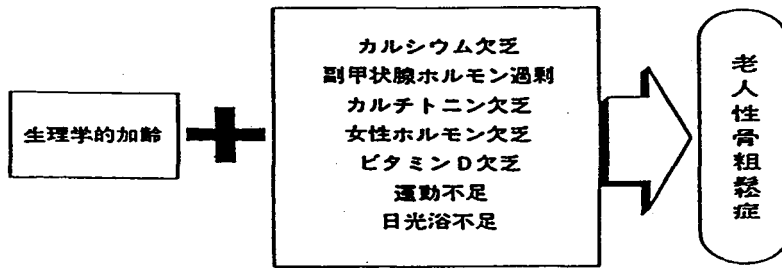 生理学的加齢
カルシウム欠乏
副甲状腺ホルモン過剰
カルチトニン欠乏
女性ホルモン欠乏
ビタミンD欠乏
運動不足
日光浴不足
老人性骨粗鬆症